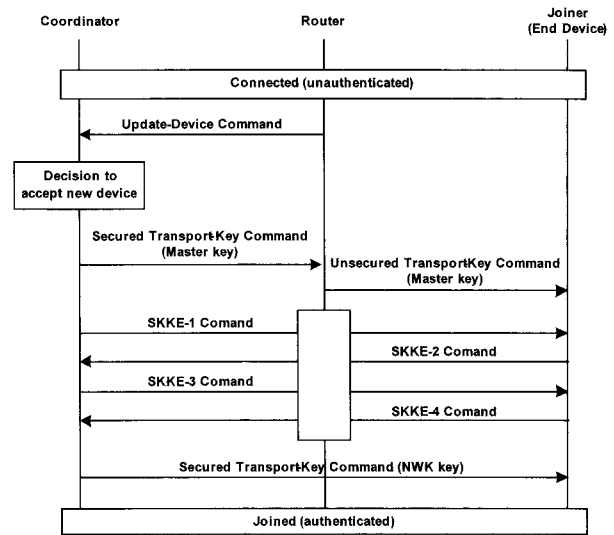 Coordinator
Router
Joiner
(End Device)
Connected (unauthenticated)
Update-Device Command
Decision to
accept new device
Secured Transport-Key Command
(Master key)
Unsecured Transport-Key Command
(Master key)
SKKE-1 Comand
SKKE-2 Comand
SKKE-3 Comand
SKKE-4 Comand
Secured Transport-Key Command (NWK key)
Joined (authenticated)